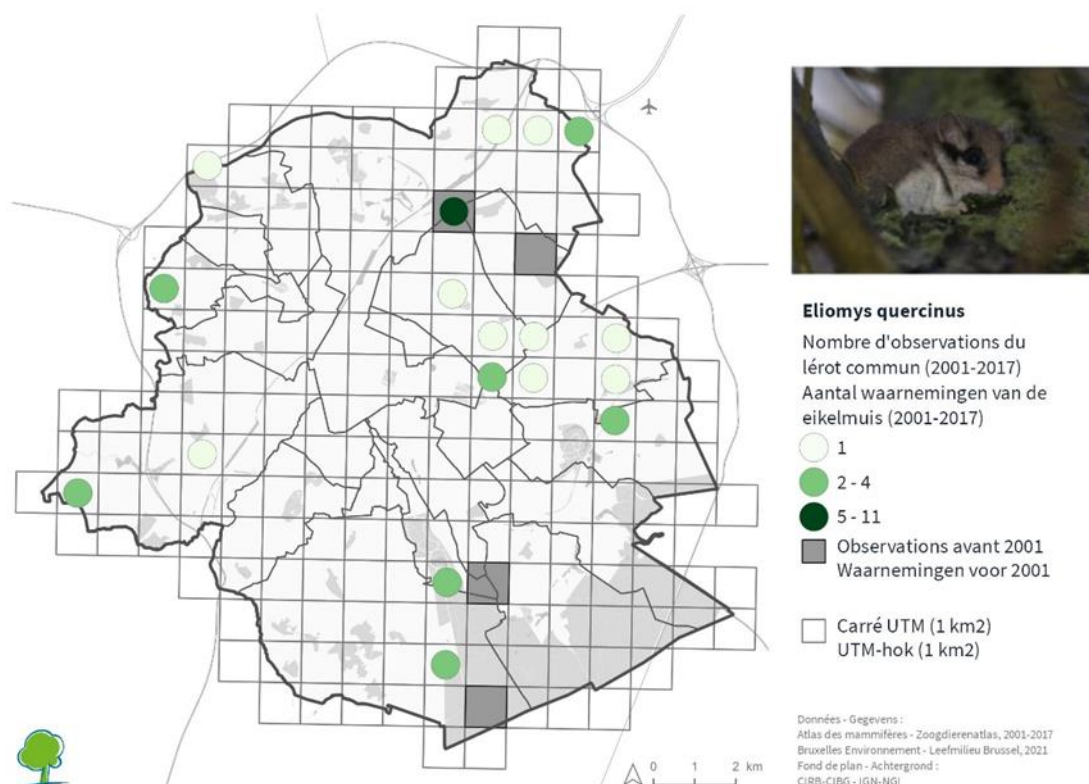 Eliomys quercinus
Nombre d'observations du
lérot commun (2001-2017)
Aantal waarnemingen van de
eikelmuis (2001-2017)
1
2 - 4
5 - 11
Observations avant 2001
Waarnemingen voor 2001
Carré UTM (1 km2)
UTM-hok (1 km2)
Données - Gegevens :
Atlas des mammifères - Zoogdierenatlas, 2001-2017
Bruxelles Environnement - Leefmilieu Brussel, 2021
Fond de plan - Achtergrond :
CIRB-CIBG - IGN-NGI
0 1 2 km